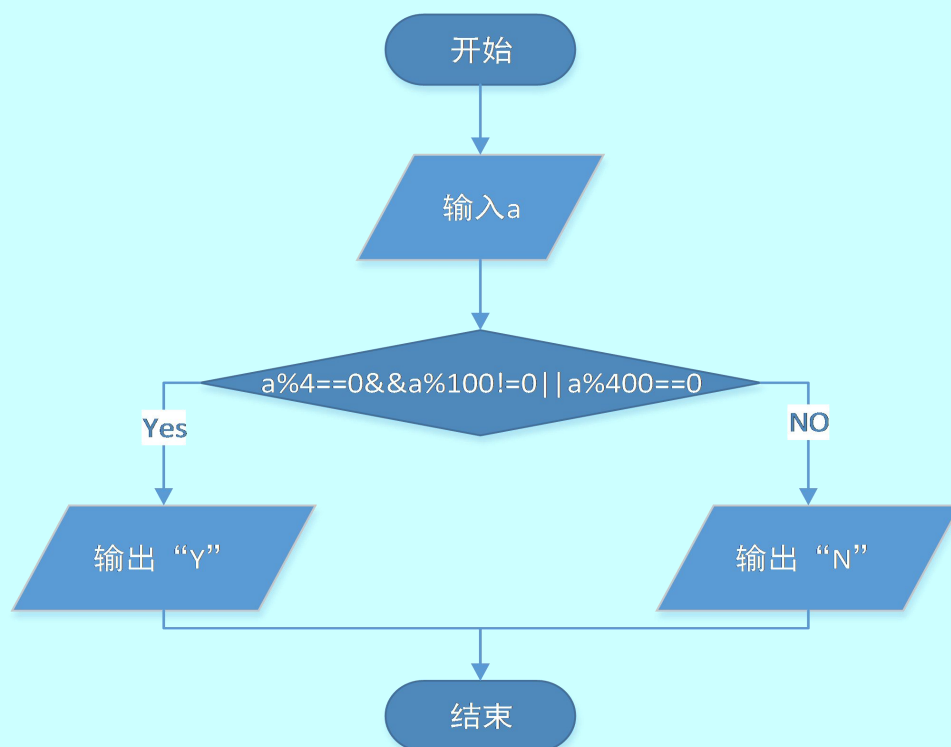 开始
输入a
a%4==0&&a%100!=0||a%400==0
Yes
NO
输出“Y”
输出“N”
结束